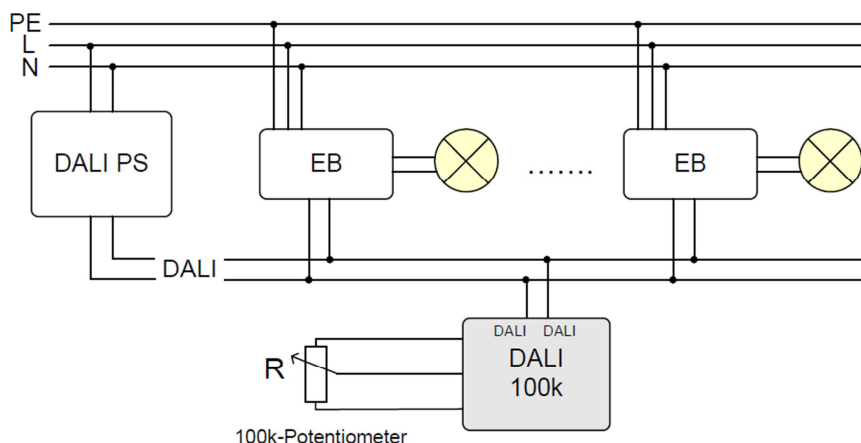 PE
L
N
DALI PS
EB
.......
EB
DALI
DALI DALI
DALI
100k
R
100k-Potentiometer